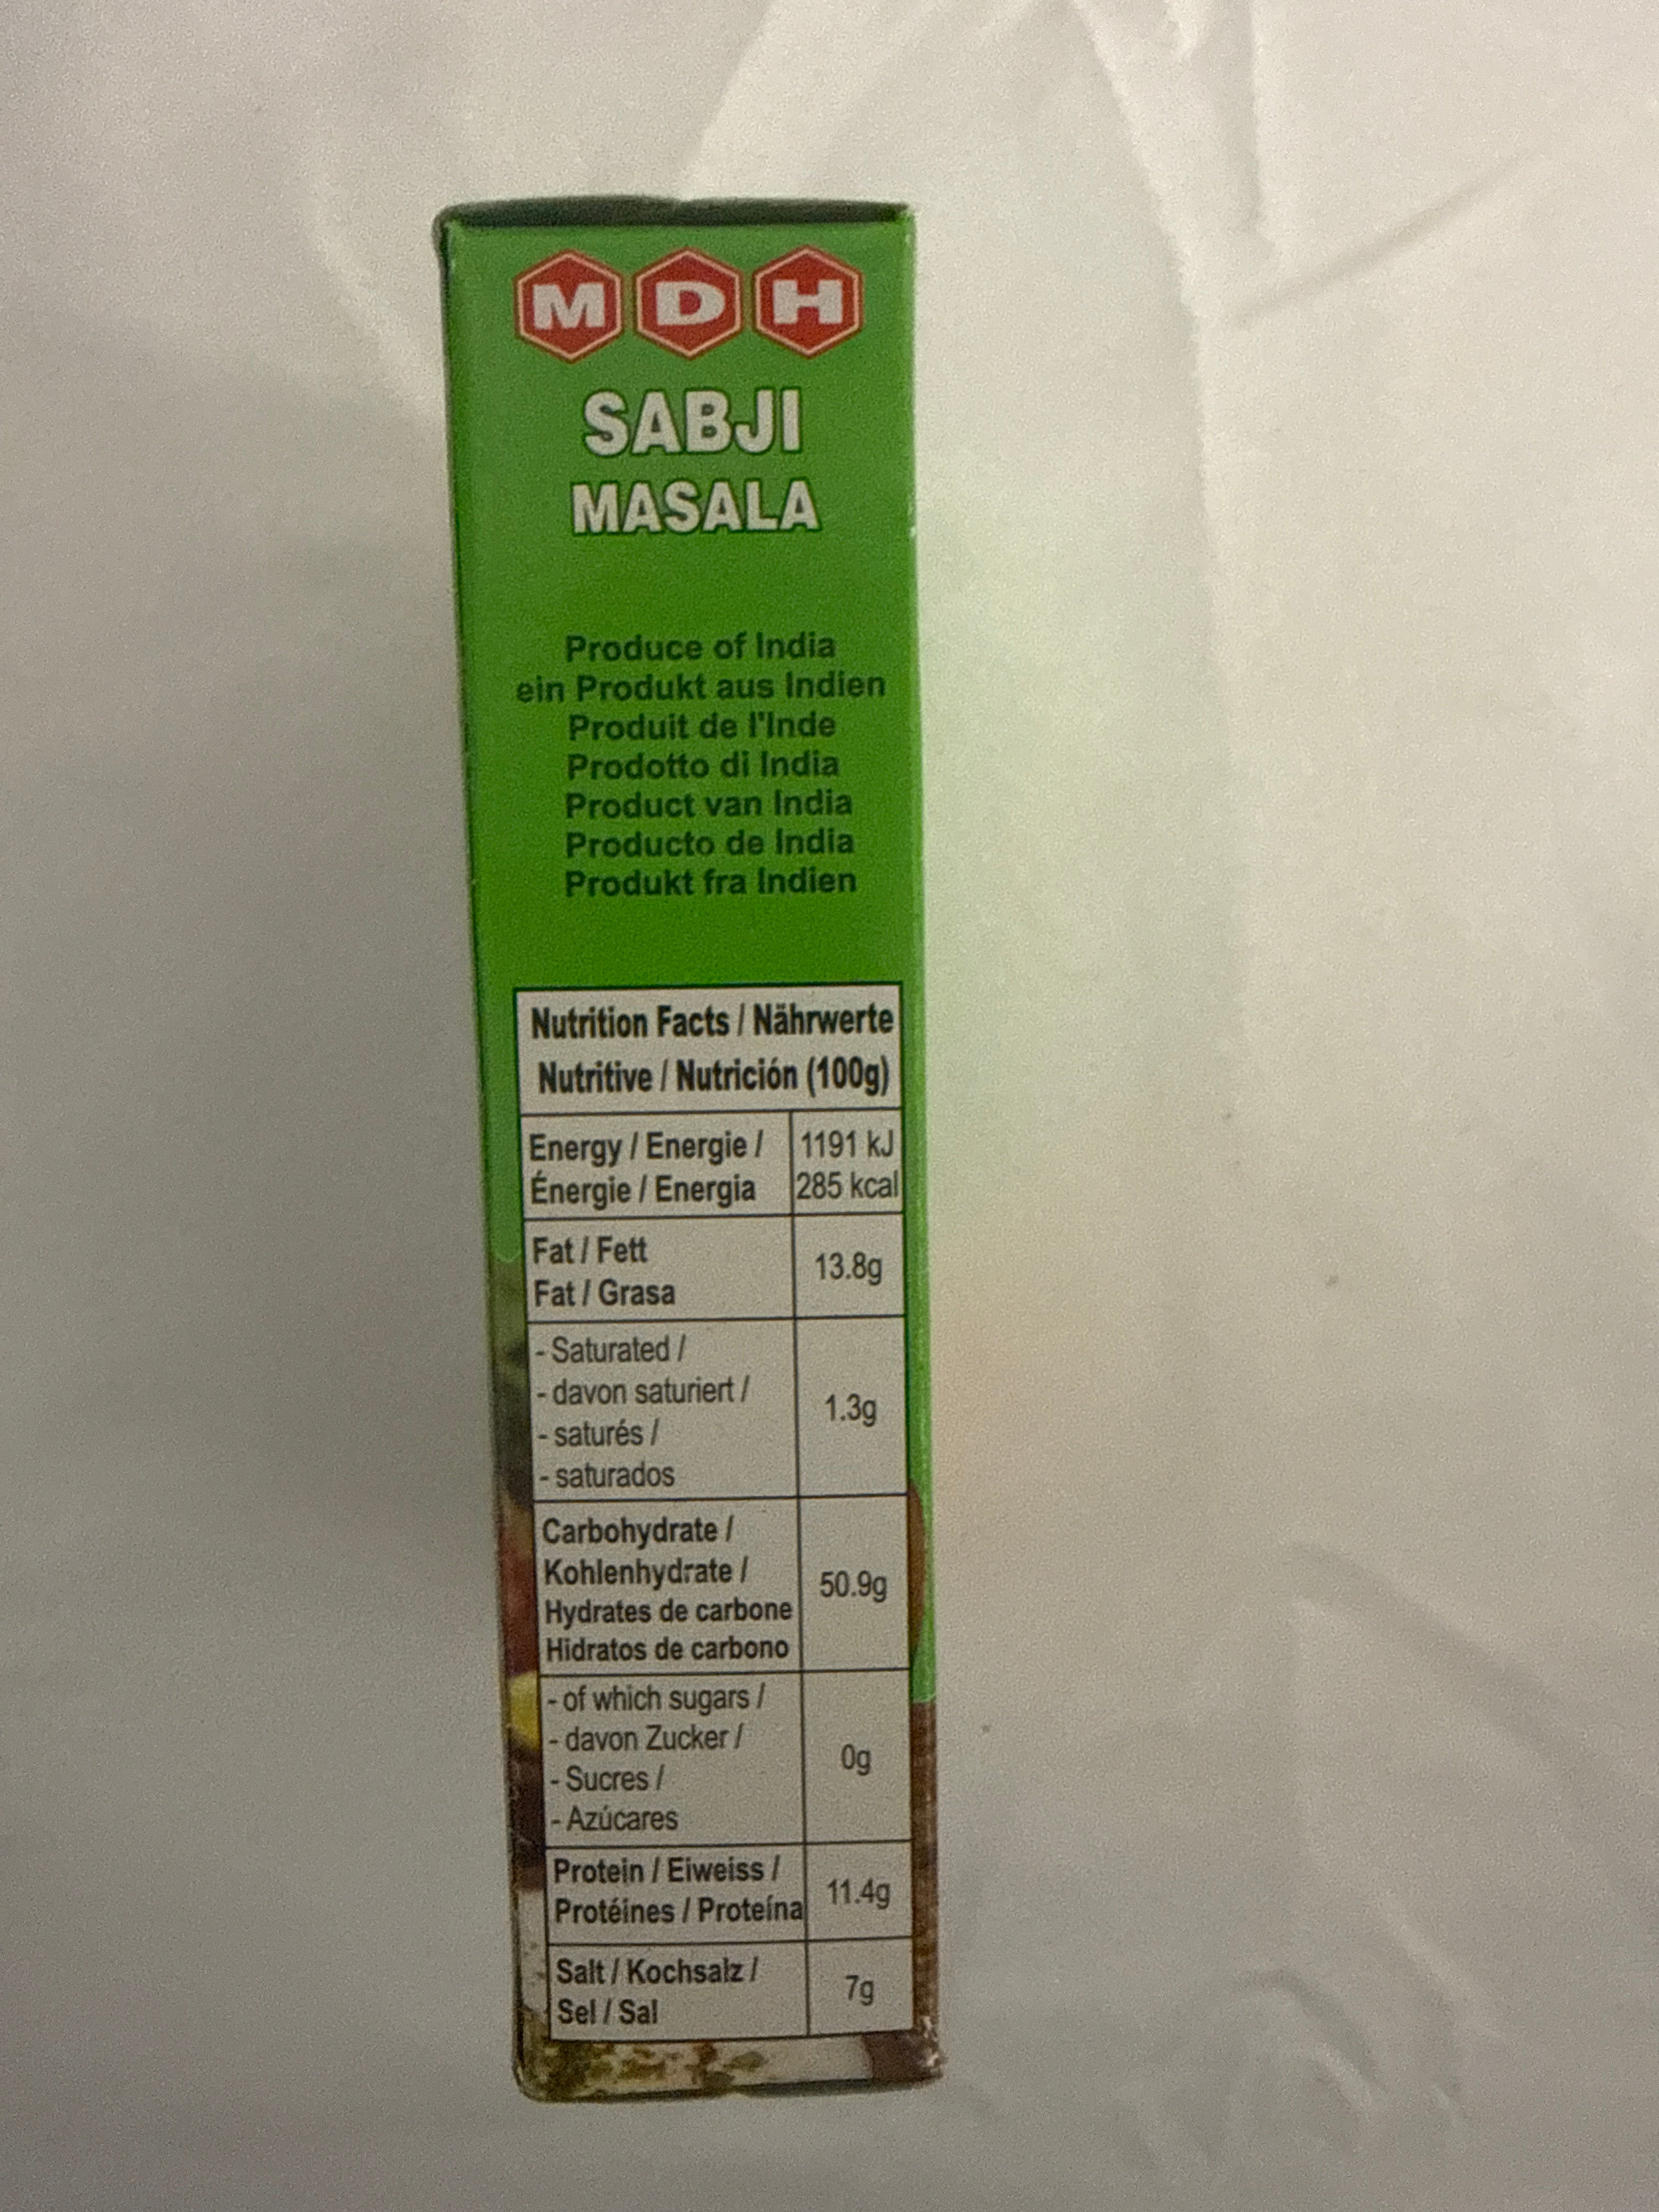 MDH
SABJI
MASALA
Produce of India
ein Produkt aus Indien
Produit de l'Inde
Prodotto di India
Product van India
Producto de India
Produkt fra Indien
Nutrition Facts / Nährwerte
Nutritive / Nutrición (100g)
Energy / Energie / 1191 kJ
Énergie / Energia 285 kcal
Fat / Fett
Fat / Grasa
13.8g
- Saturated /
- davon saturiert /
- saturés /
- saturados
1.3g
Carbohydrate /
Kohlenhydrate /
Hydrates de carbone
Hidratos de carbono
50.9g
- of which sugars /
- davon Zucker /
- Sucres /
- Azúcares
0g
Protein / Eiweiss /
Protéines / Proteína
11.4g
Salt / Kochsalz /
Sel / Sal
7g